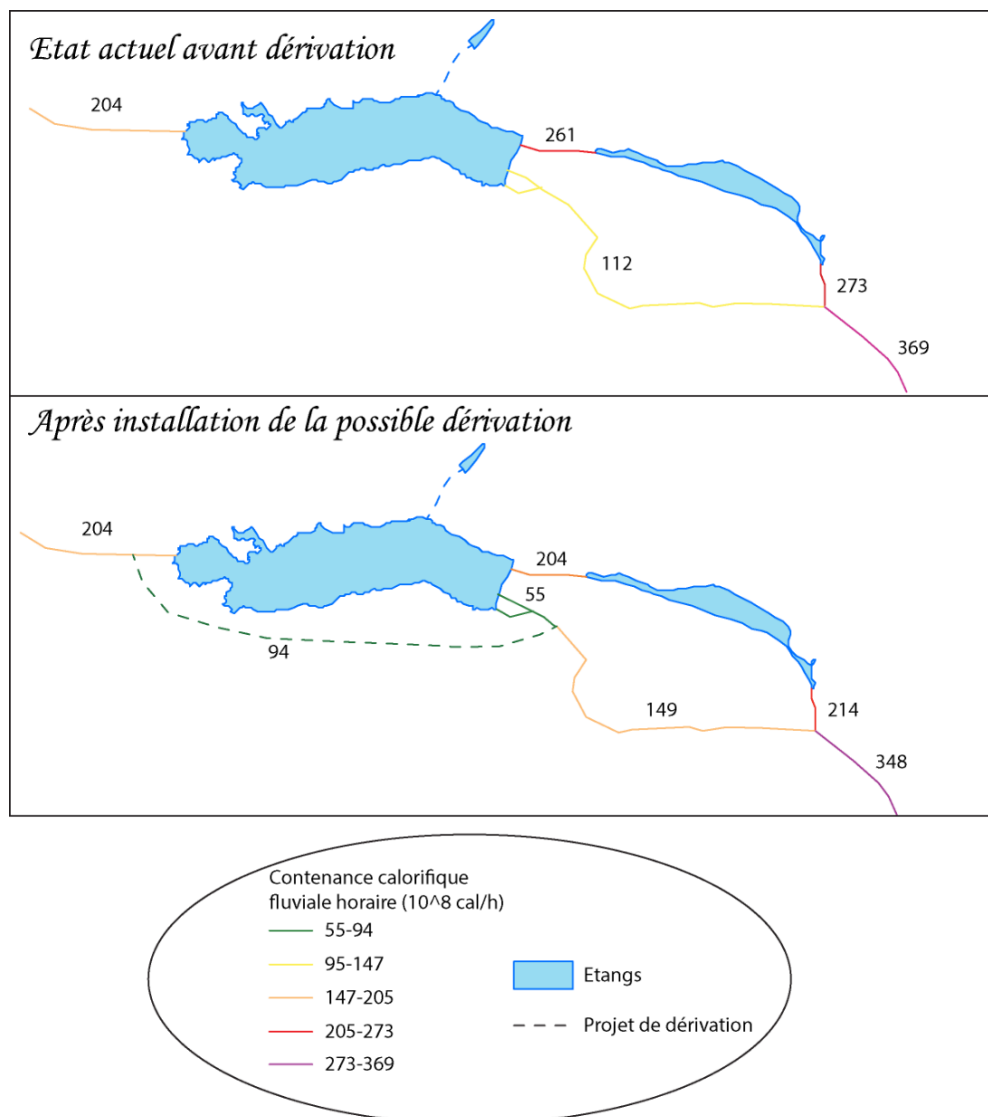 Etat actuel avant dérivation
204
261
112
273
369
Après installation de la possible dérivation
204
204
55
94
149
214
348
Contenance calorifique
fluviale horaire (10^8 cal/h)
55-94
95-147
147-205
205-273
273-369
Etangs
Projet de dérivation